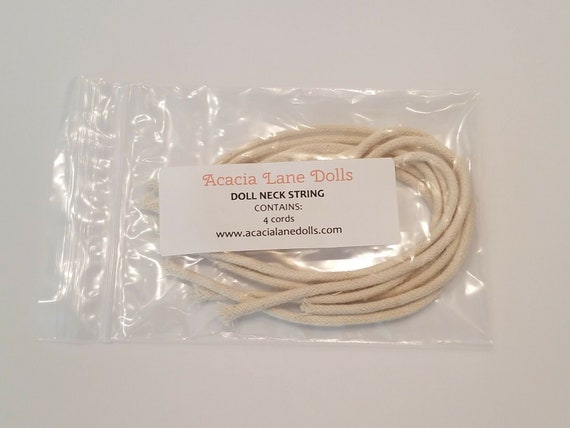 Acacia Lane Dolls
DOLL NECK STRING
CONTAINS:
4 cords
www.acacialanedolls.com